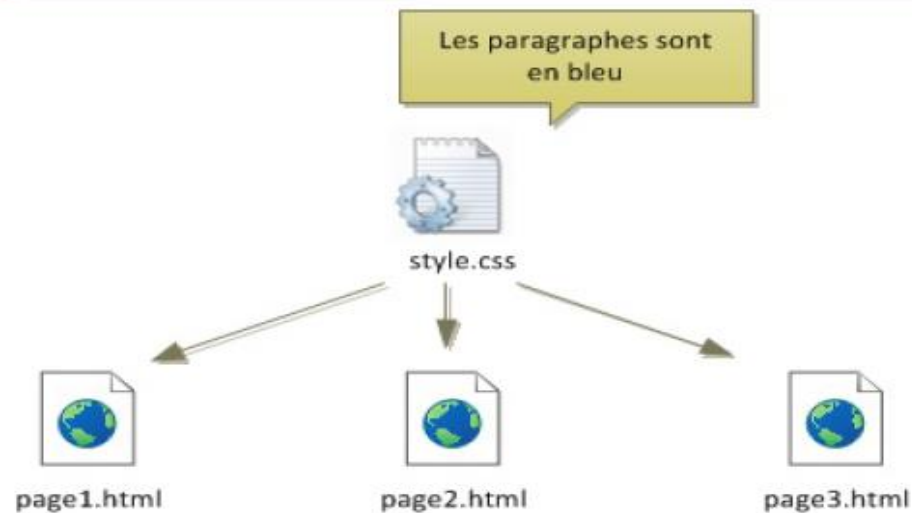 Les paragraphes sont
en bleu
style.css
page1.html
page2.html
page3.html